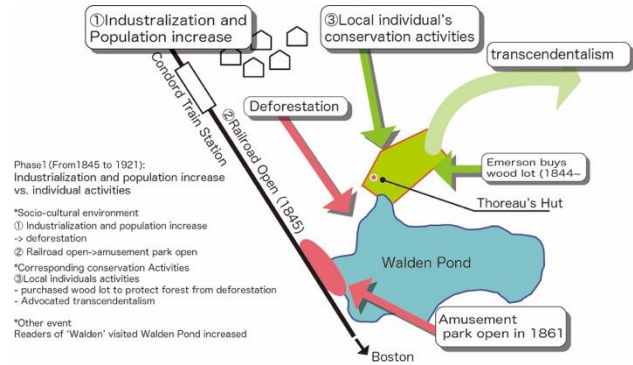 ①Industralization and
Population increase
③Local individual's
conservation activities
transcendentalism
Deforestation
Condord Train Station
②Railroad Open (1845)
Emerson buys
wood lot (1844~
Thoreau's Hut
Phase1(From1845 to 1921):
Industrialization and population increase
vs. individual activities
*Socio-cultural environment
① Industrialization and population increase
-> deforestation
② Railroad open->amusement park open
*Corresponding conservation Activities
③Local individuals activities
- purchased wood lot to protect forest from deforestation
- Advocated transcendentalism
*Other event
Readers of 'Walden' visited Walden Pond increased
Walden Pond
Amusement
park open in 1861
Boston